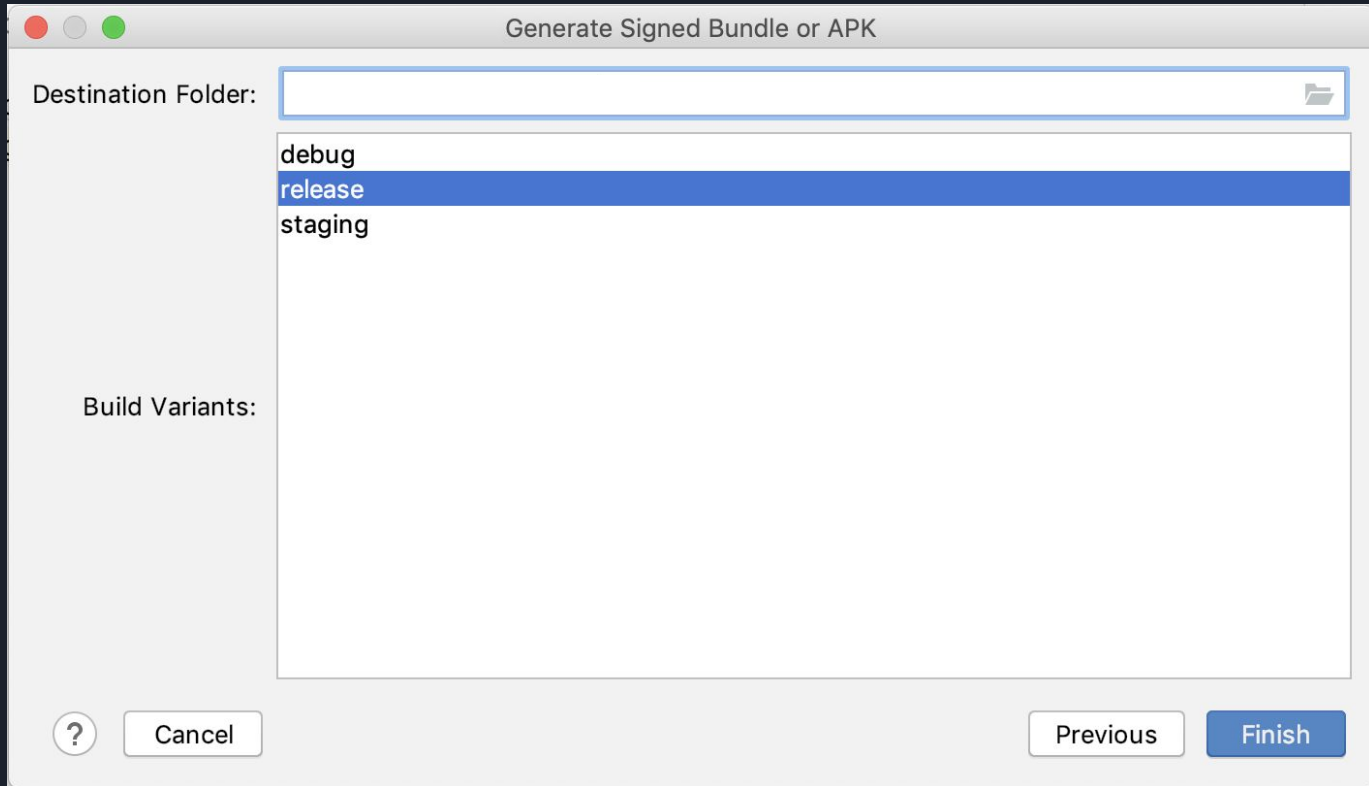 Generate Signed Bundle or APK
Destination Folder:
debug
release
staging
Build Variants:
?
Cancel
Previous
Finish